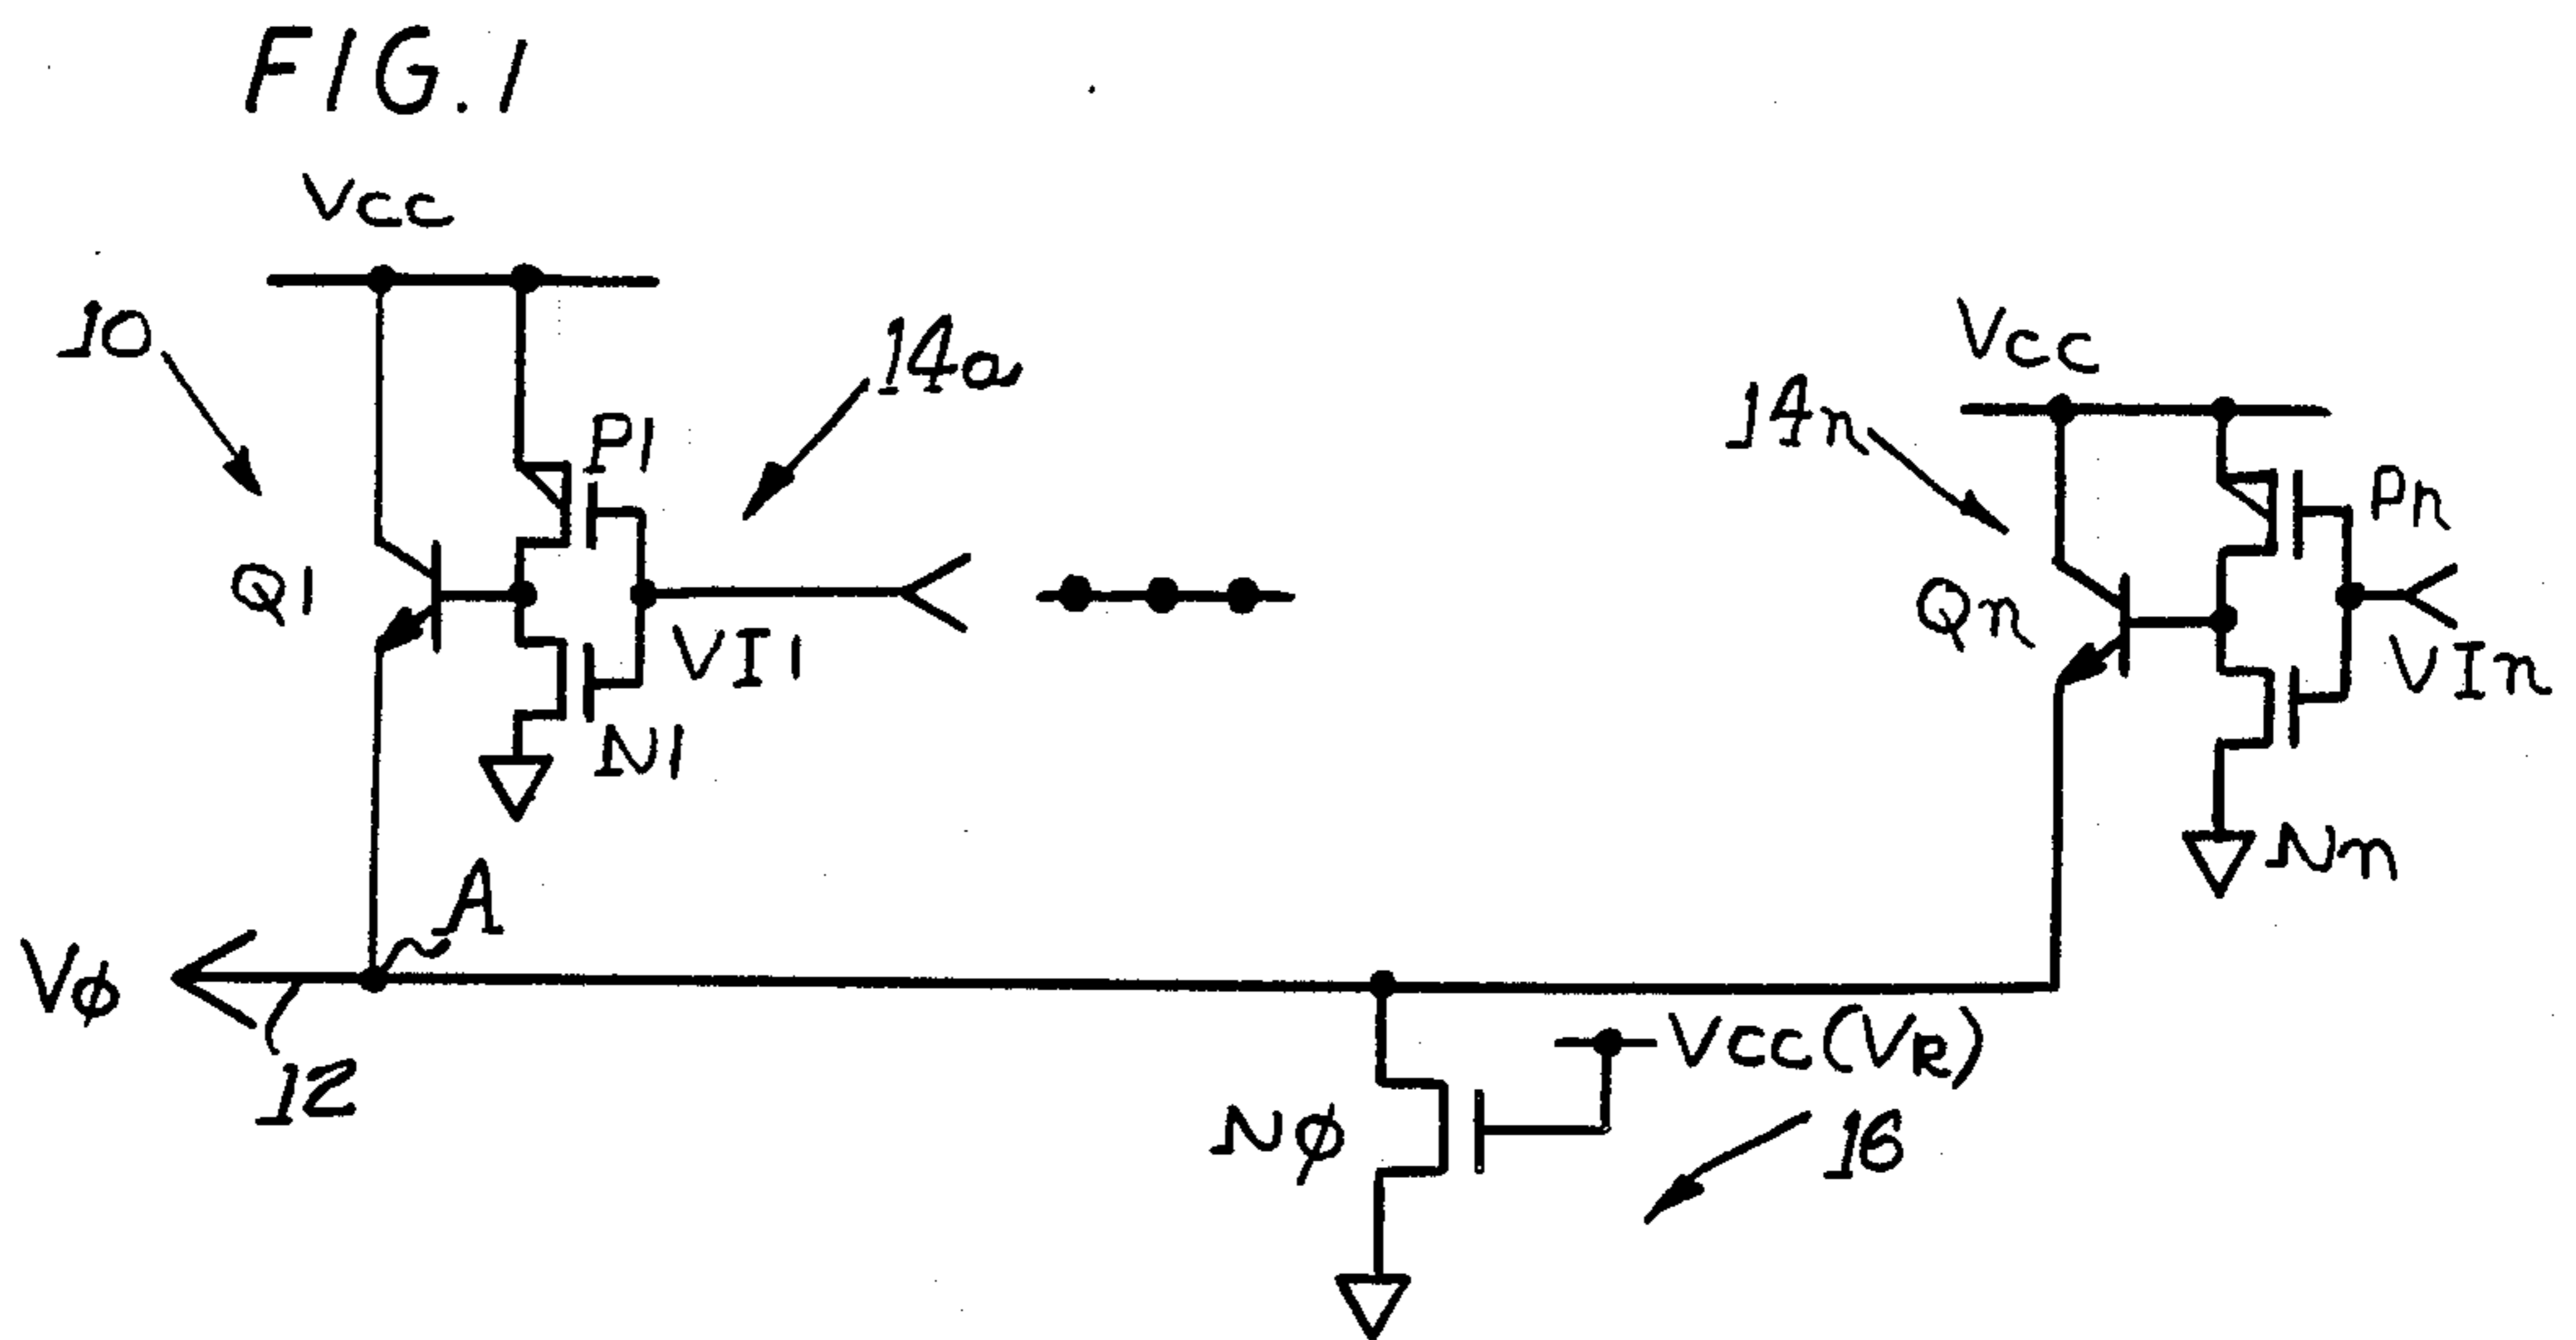 FIG. 1
Vcc
10
14a
P1
Q1
VI1
N1
Vcc
14n
Pn
Qn
VIn
Nn
A
Vφ
12
Vcc(VR)
Nφ
16